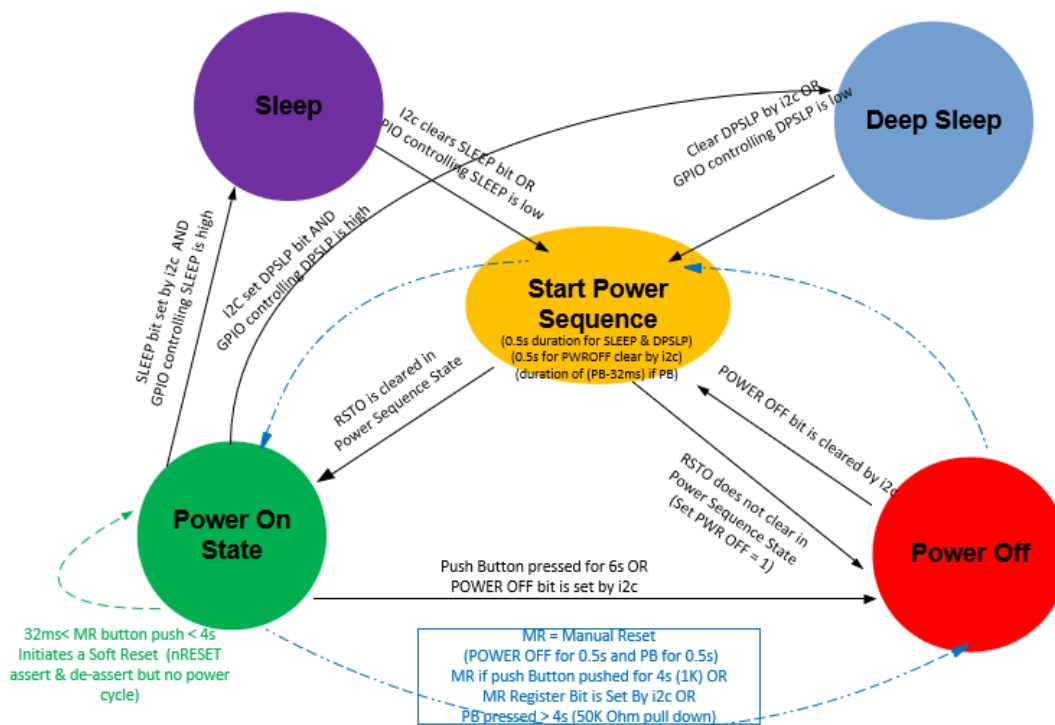 Sleep
Deep Sleep
I2c clears SLEEP bit OR
PIO controlling SLEEP is low
Clear DPSLP by i2c OR
GPIO controlling DPSLP is low
SLEEP bit set by i2c AND
GPIO controlling SLEEP is high
I2C set DPSLP bit AND
GPIO controlling DPSLP is high
Start Power
Sequence
(0.5s duration for SLEEP & DPSLP)
(0.5s for PWROFF clear by i2c)
(duration of (PB-32ms) if PB)
RSTO is cleared in
Power Sequence State
POWER OFF bit is cleared by i2c
RSTO does not clear in
Power Sequence State
(Set PWR OFF = 1)
Power On
State
Power Off
Push Button pressed for 6s OR
POWER OFF bit is set by i2c
32ms< MR button push < 4s
Initiates a Soft Reset (nRESET
assert & de-assert but no power
cycle)
MR = Manual Reset
(POWER OFF for 0.5s and PB for 0.5s)
MR if push Button pushed for 4s (1K) OR
MR Register Bit is Set By i2c OR
PB pressed > 4s (50K Ohm pull down)